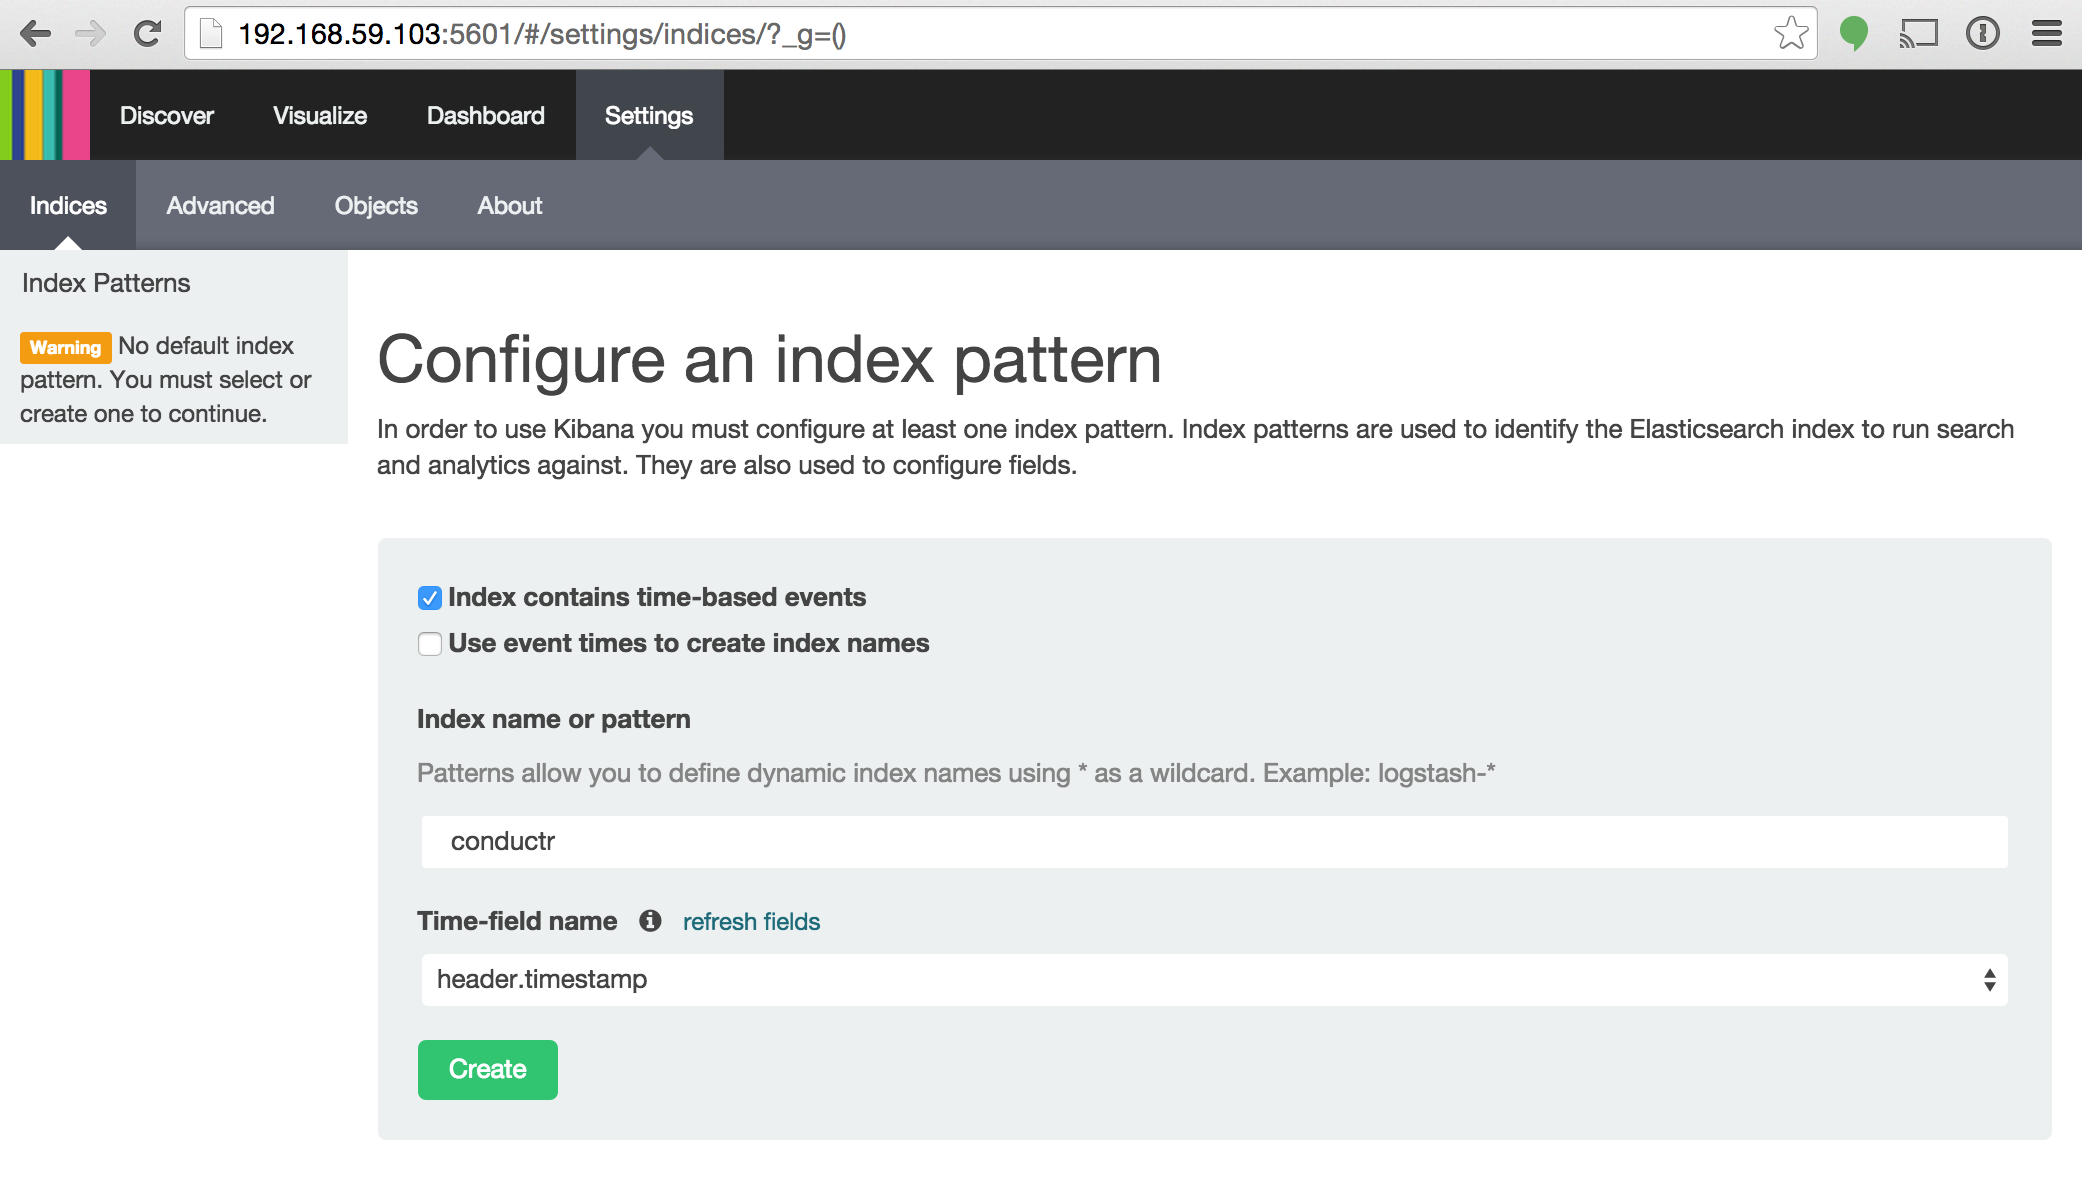 192.168.59.103:5601/#/settings/indices/?_g=()
Discover Visualize Dashboard Settings
Indices Advanced Objects About
Index Patterns
Warning No default index
pattern. You must select or
create one to continue.
Configure an index pattern
In order to use Kibana you must configure at least one index pattern. Index patterns are used to identify the Elasticsearch index to run search
and analytics against. They are also used to configure fields.
Index contains time-based events
Use event times to create index names
Index name or pattern
Patterns allow you to define dynamic index names using * as a wildcard. Example: logstash-*
conductr
Time-field name refresh fields
header.timestamp
Create